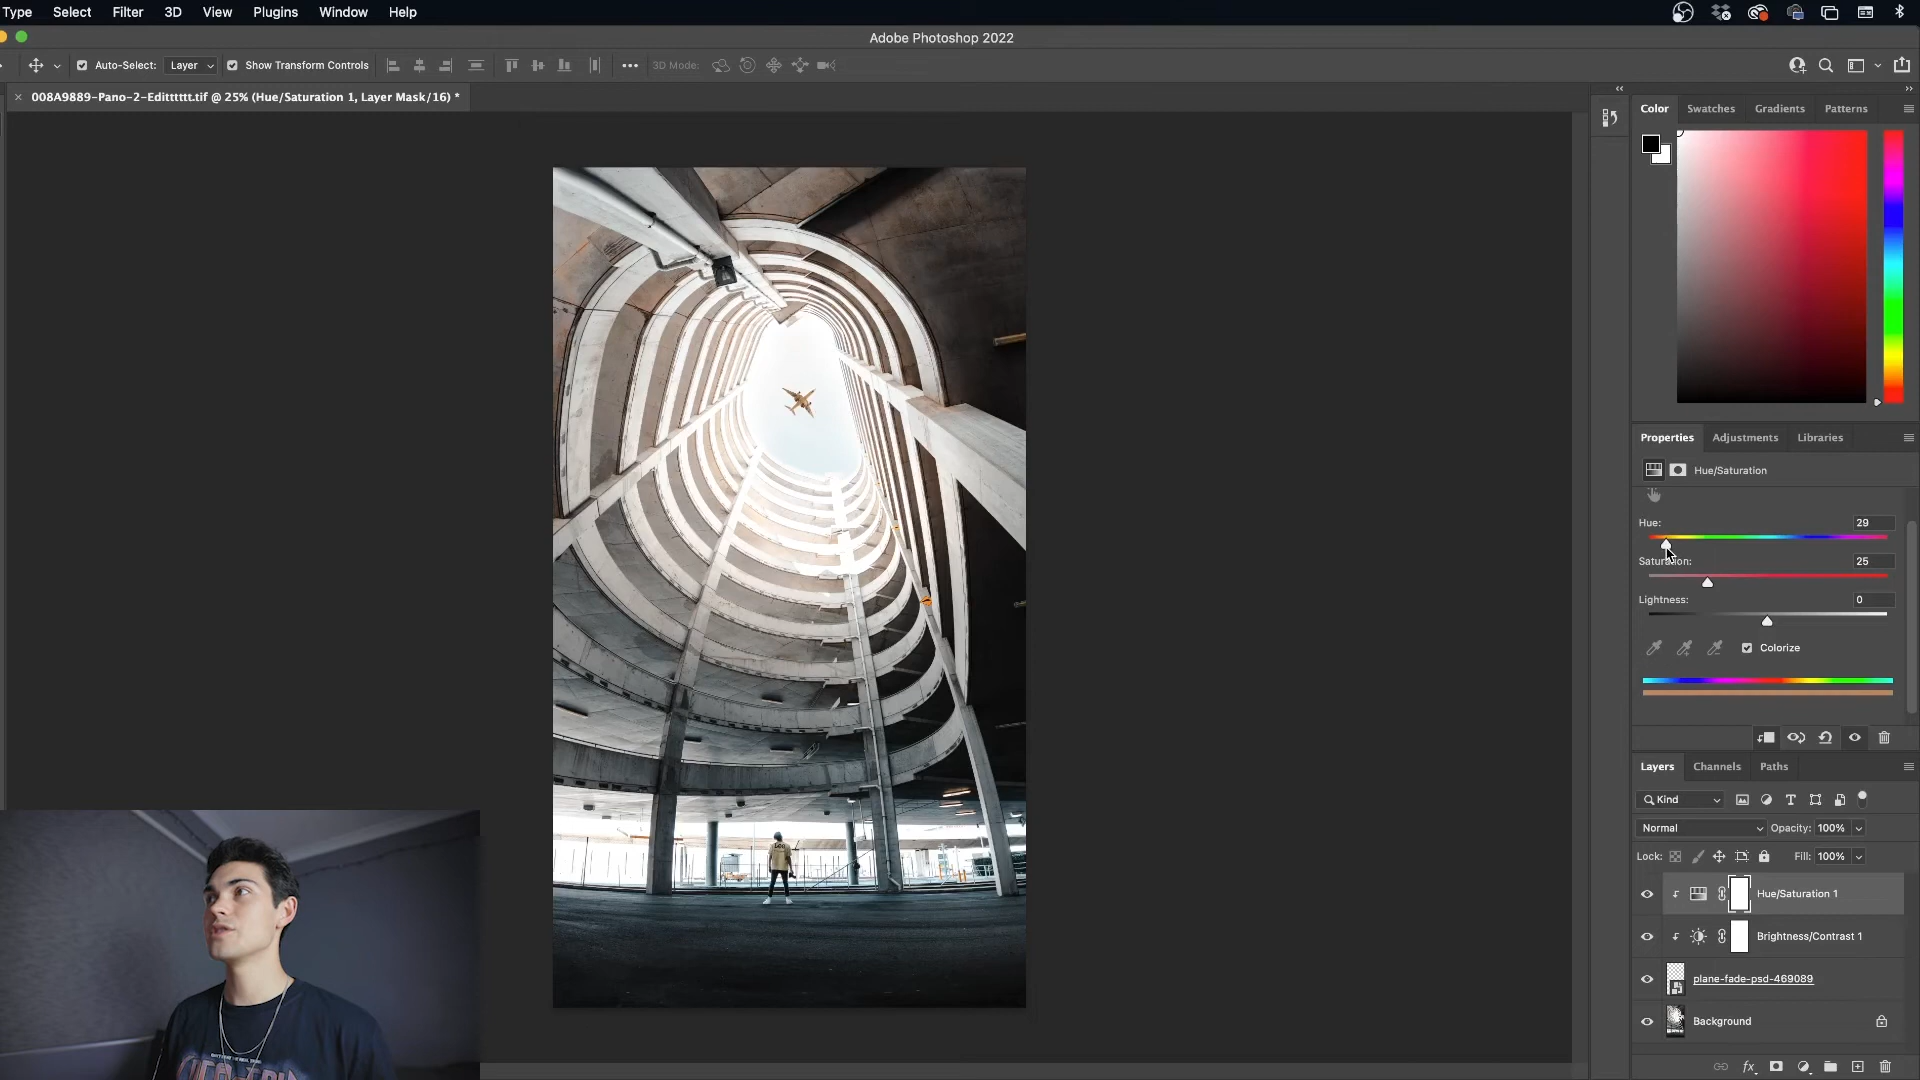 Type Select Filter 3D View Plugins Window Help
Adobe Photoshop 2022
Auto-Select: Layer Show Transform Controls 3D Mode:
008A9889-Pano-2-Editttttt.tif @ 25% (Hue/Saturation 1, Layer Mask/16) *
Color Swatches Gradients Patterns
Properties Adjustments Libraries
Hue/Saturation
Hue: 29
Saturation: 25
Lightness: 0
Colorize
Layers Channels Paths
Kind
Normal Opacity: 100%
Lock: Fill: 100%
Hue/Saturation 1
Brightness/Contrast 1
plane-fade-psd-469089
Background